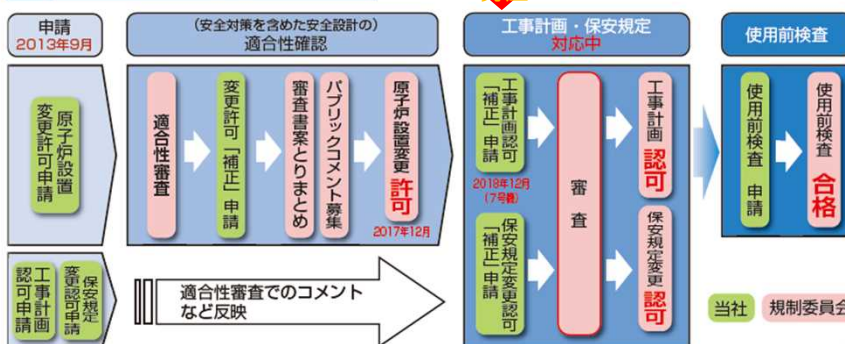 申請
2013年9月
原子炉設置
変更許可申請
工事計画
認可申請
保安規定
変更認可申請
(安全対策を含めた安全設計の)
適合性確認
適合性審査
変更許可「補正」申請
審査書案とりまとめ
パブリックコメント募集
原子炉設置変更
許可
2017年12月
適合性審査でのコメント
など反映
工事計画・保安規定
対応中
工事計画認可
「補正」申請
2018年12月
(7号機)
保安規定変更認可
「補正」申請
審査
工事計画
認可
保安規定変更
認可
使用前検査
使用前検査 申請
使用前検査
合格
当社
規制委員会